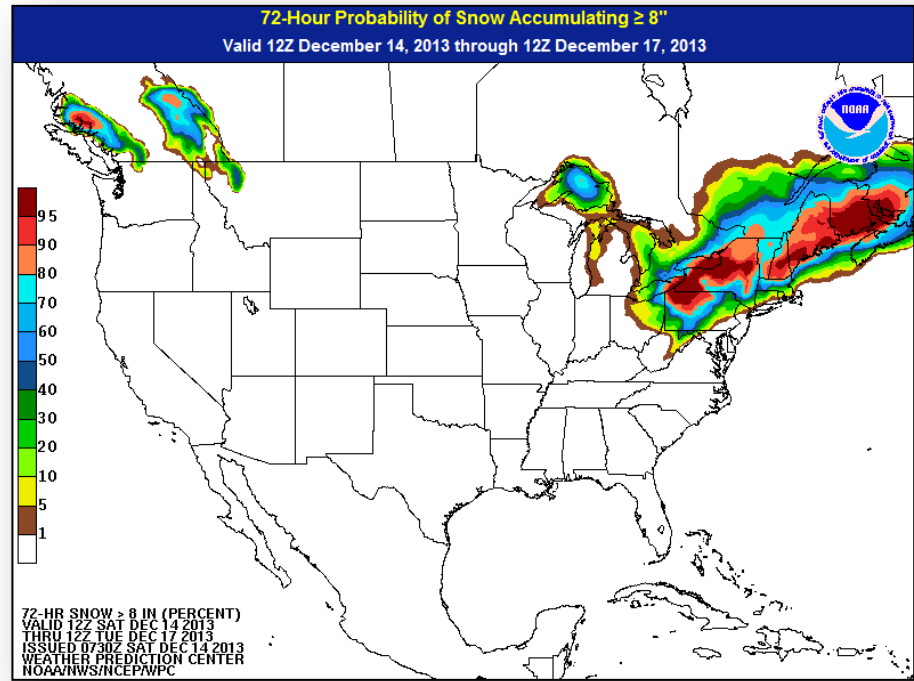 72-Hour Probability of Snow Accumulating ≥ 8"
Valid 12Z December 14, 2013 through 12Z December 17, 2013
NOAA
95
90
80
70
60
50
40
30
20
10
5
1
72-HR SNOW > 8 IN (PERCENT)
VALID 12Z SAT DEC 14 2013
THRU 12Z TUE DEC 17 2013
ISSUED 0730Z SAT DEC 14 2013
WEATHER PREDICTION CENTER
NOAA/NWS/NCEP/WPC